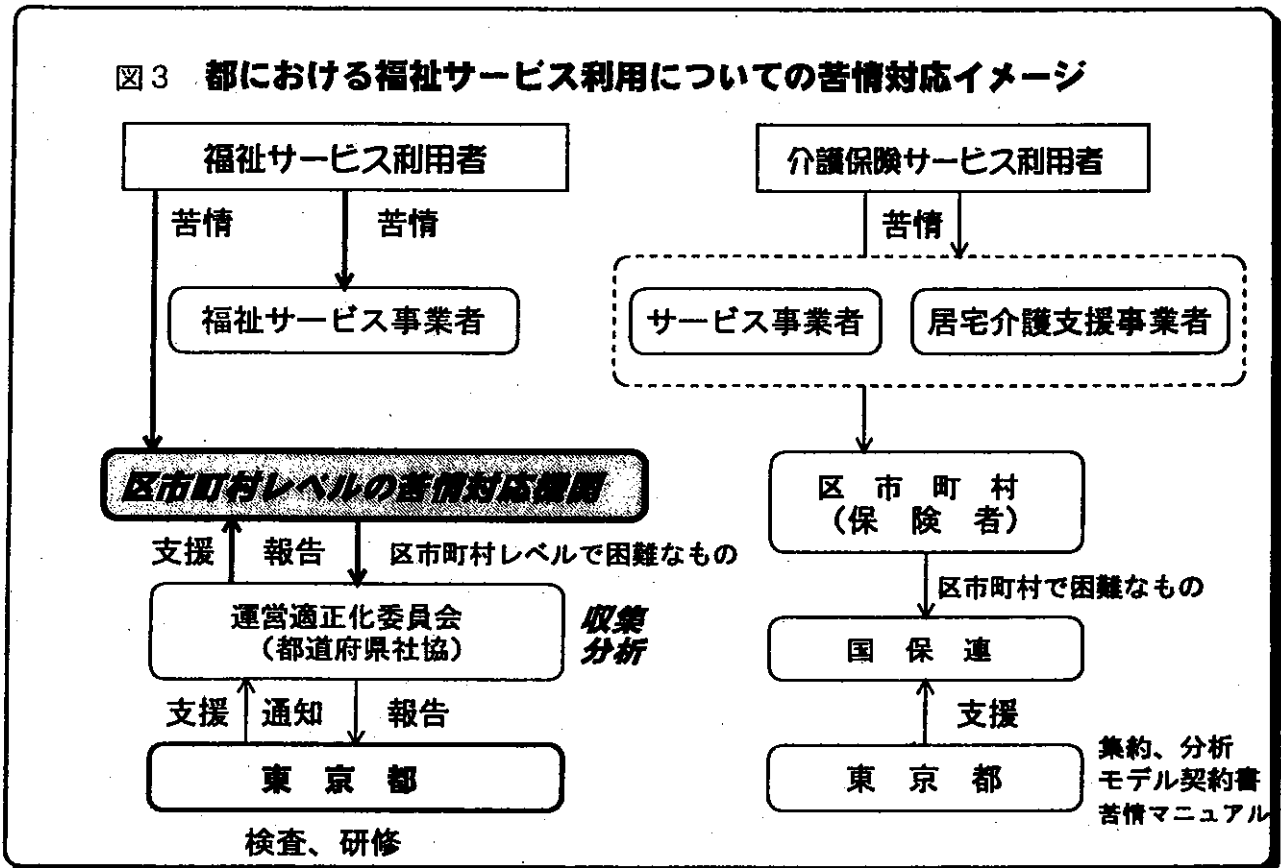 図3 都における福祉サービス利用についての苦情対応イメージ
福祉サービス利用者
苦情
苦情
福祉サービス事業者
区市町村レベルの苦情対応機関
支援
報告
区市町村レベルで困難なもの
運営適正化委員会
(都道府県社協)
収集
分析
支援
通知
報告
東京都
検査、研修
介護保険サービス利用者
苦情
サービス事業者
居宅介護支援事業者
区市町村
(保険者)
区市町村で困難なもの
国保連
支援
東京都
集約、分析
モデル契約書
苦情マニュアル